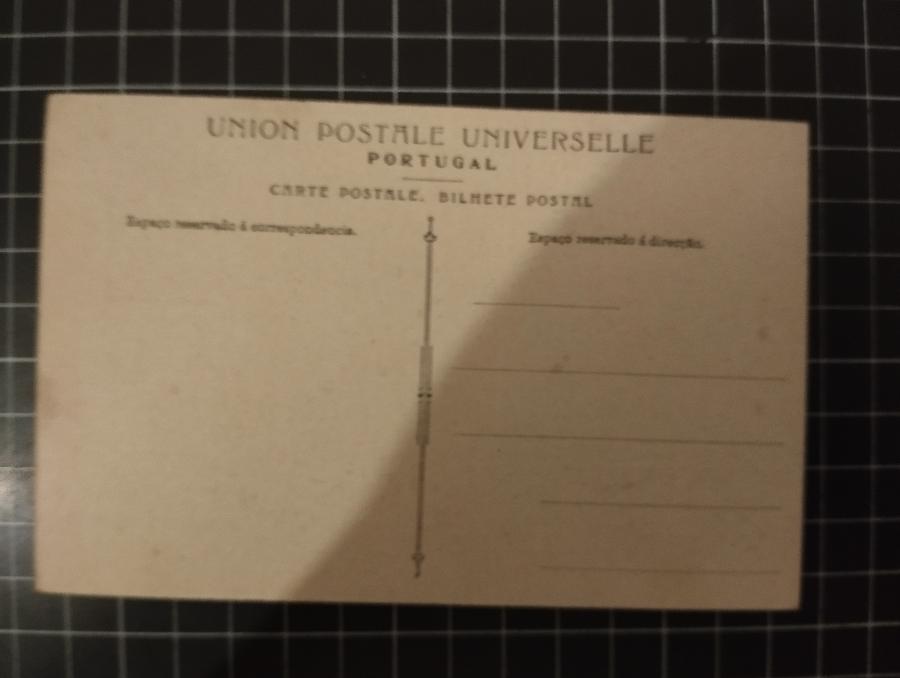 UNION POSTALE UNIVERSELLE
PORTUGAL
CARTE POSTALE. BILHETE POSTAL
Espaço reservado á correspondencia.
Espaço reservado á direcção.